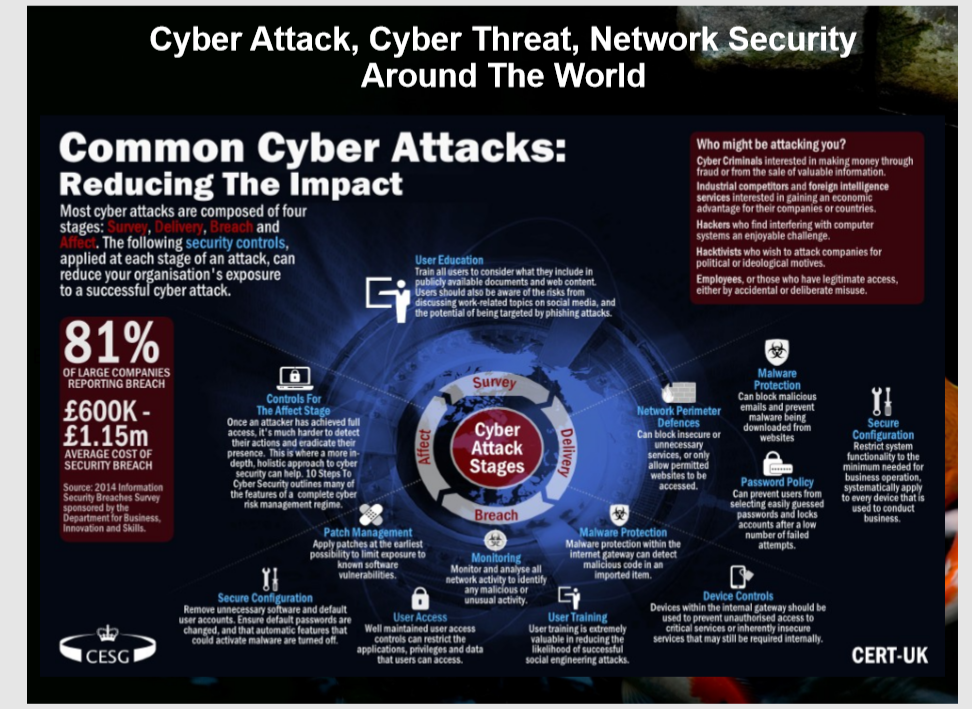 Cyber Attack, Cyber Threat, Network Security
Around The World
Common Cyber Attacks:
Reducing The Impact
Most cyber attacks are composed of four
stages: Survey, Delivery, Breach and
Affect. The following security controls,
applied at each stage of an attack, can
reduce your organisation's exposure
to a successful cyber attack.
Who might be attacking you?
Cyber Criminals interested in making money through
fraud or from the sale of valuable information.
Industrial competitors and foreign intelligence
services interested in gaining an economic
advantage for their companies or countries.
Hackers who find interfering with computer
systems an enjoyable challenge.
Hacktivists who wish to attack companies for
political or ideological motives.
Employees, or those who have legitimate access,
either by accidental or deliberate misuse.
User Education
Train all users to consider what they include in
publicly available documents and web content.
Users should also be aware of the risks from
discussing work-related topics on social media, and
the potential of being targeted by phishing attacks.
81%
OF LARGE COMPANIES
REPORTING BREACH
£600K -
£1.15m
AVERAGE COST OF
SECURITY BREACH
Source: 2014 Information
Security Breaches Survey
sponsored by the
Department for Business,
Innovation and Skills.
Controls For
The Affect Stage
Once an attacker has achieved full
access, it's much harder to detect
their actions and eradicate their
presence. This is where a more in-
depth, holistic approach to cyber
security can help. 10 Steps To
Cyber Security outlines many of
the features of a complete cyber
risk management regime.
Survey
Affect
Cyber
Attack
Stages
Delivery
Breach
Network Perimeter
Defences
Can block insecure or
unnecessary
services, or only
allow permitted
websites to be
accessed.
Malware
Protection
Can block malicious
emails and prevent
malware being
downloaded from
websites
Password Policy
Can prevent users from
selecting easily guessed
passwords and locks
accounts after a low
number of failed
attempts.
Secure
Configuration
Restrict system
functionality to the
minimum needed for
business operation,
systematically apply
to every device that is
used to conduct
business.
Patch Management
Apply patches at the earliest
possibility to limit exposure to
known software
vulnerabilities.
Monitoring
Monitor and analyse all
network activity to identify
any malicious or
unusual activity.
Malware Protection
Malware protection within the
internet gateway can detect
malicious code in an
imported item.
Secure Configuration
Remove unnecessary software and default
user accounts. Ensure default passwords are
changed, and that automatic features that
could activate malware are turned off.
User Access
Well maintained user access
controls can restrict the
applications, privileges and data
that users can access.
User Training
User training is extremely
valuable in reducing the
likelihood of successful
social engineering attacks.
Device Controls
Devices within the internal gateway should be
used to prevent unauthorised access to
critical services or inherently insecure
services that may still be required internally.
CESG
CERT-UK